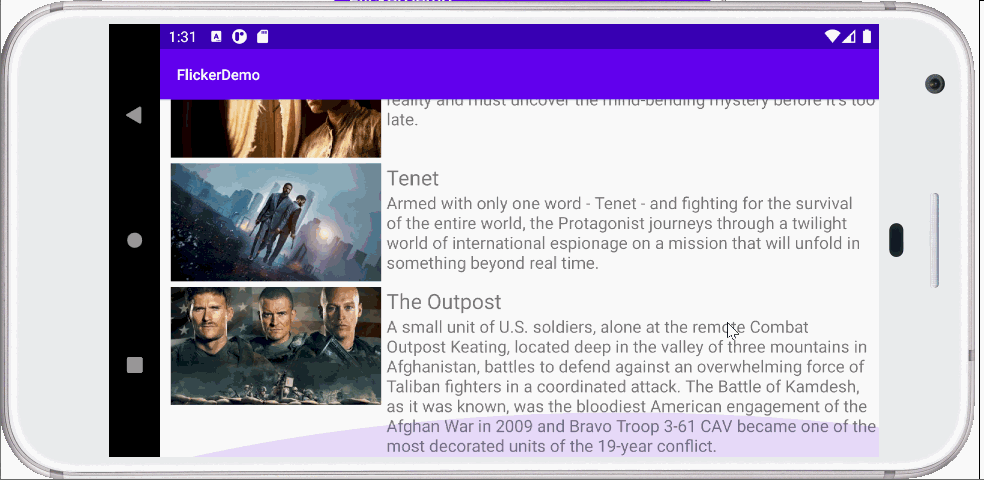 1:31
FlickerDemo
reality and must uncover the mind-bending mystery before it's too
late.
Tenet
Armed with only one word - Tenet - and fighting for the survival
of the entire world, the Protagonist journeys through a twilight
world of international espionage on a mission that will unfold in
something beyond real time.
The Outpost
A small unit of U.S. soldiers, alone at the remote Combat
Outpost Keating, located deep in the valley of three mountains in
Afghanistan, battles to defend against an overwhelming force of
Taliban fighters in a coordinated attack. The Battle of Kamdesh,
as it was known, was the bloodiest American engagement of the
Afghan War in 2009 and Bravo Troop 3-61 CAV became one of the
most decorated units of the 19-year conflict.